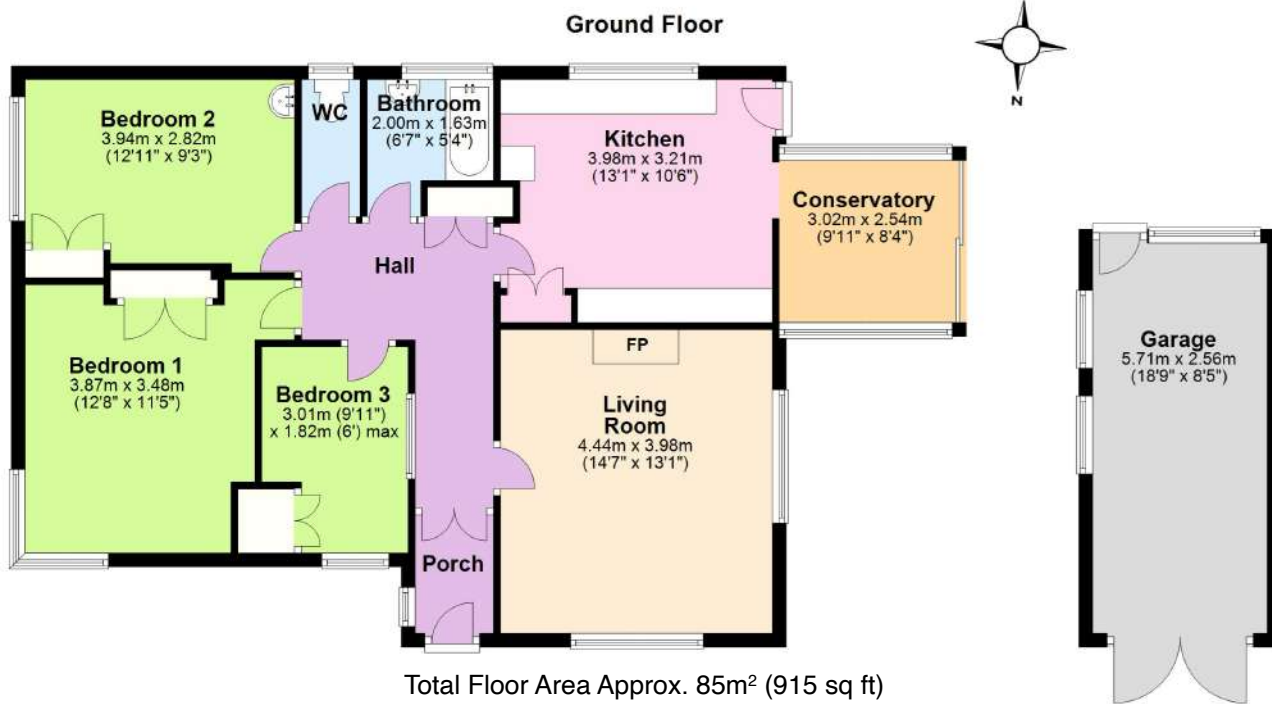 Ground Floor
N
Bedroom 2
3.94m x 2.82m
(12'11" x 9'3")
WC
Bathroom
2.00m x 1.63m
(6'7" x 5'4")
Kitchen
3.98m x 3.21m
(13'1" x 10'6")
Conservatory
3.02m x 2.54m
(9'11" x 8'4")
Hall
Bedroom 1
3.87m x 3.48m
(12'8" x 11'5")
Bedroom 3
3.01m (9'11")
x 1.82m (6') max
FP
Living
Room
4.44m x 3.98m
(14'7" x 13'1")
Garage
5.71m x 2.56m
(18'9" x 8'5")
Porch
Total Floor Area Approx. 85m² (915 sq ft)